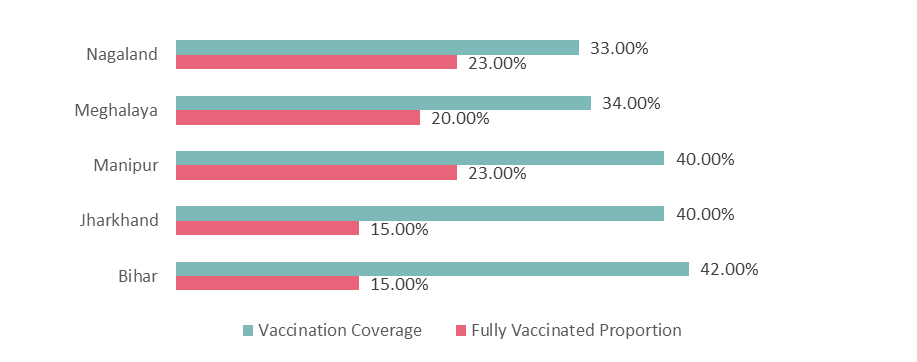 Nagaland
33.00%
23.00%
Meghalaya
34.00%
20.00%
Manipur
40.00%
23.00%
Jharkhand
40.00%
15.00%
Bihar
42.00%
15.00%
Vaccination Coverage
Fully Vaccinated Proportion